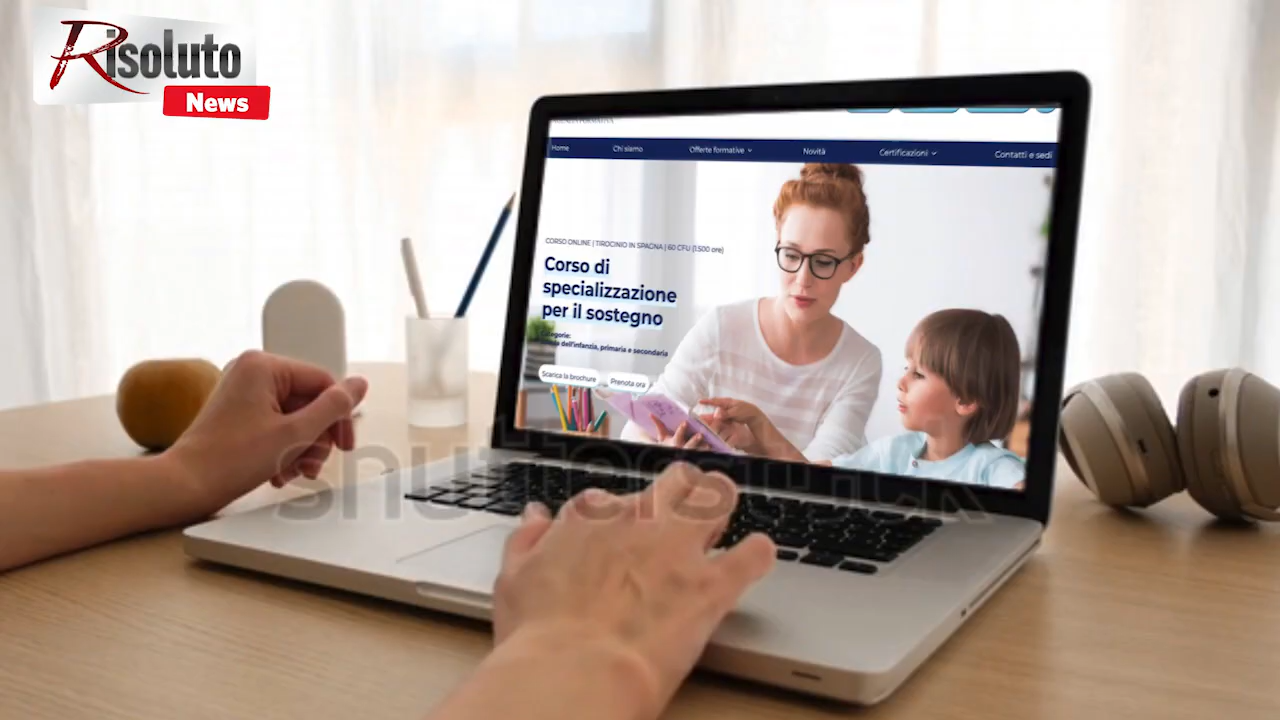 Risoluto
News
Home Chi siamo Offerte formative Novità Certificazioni Contatti e sedi
CORSO ONLINE | TIROCINIO IN SPAGNA | 60 CFU (1.500 ore)
Corso di
specializzazione
per il sostegno
dell'infanzia, primaria e secondaria
Scarica la brochure Prenota ora
shutterstock